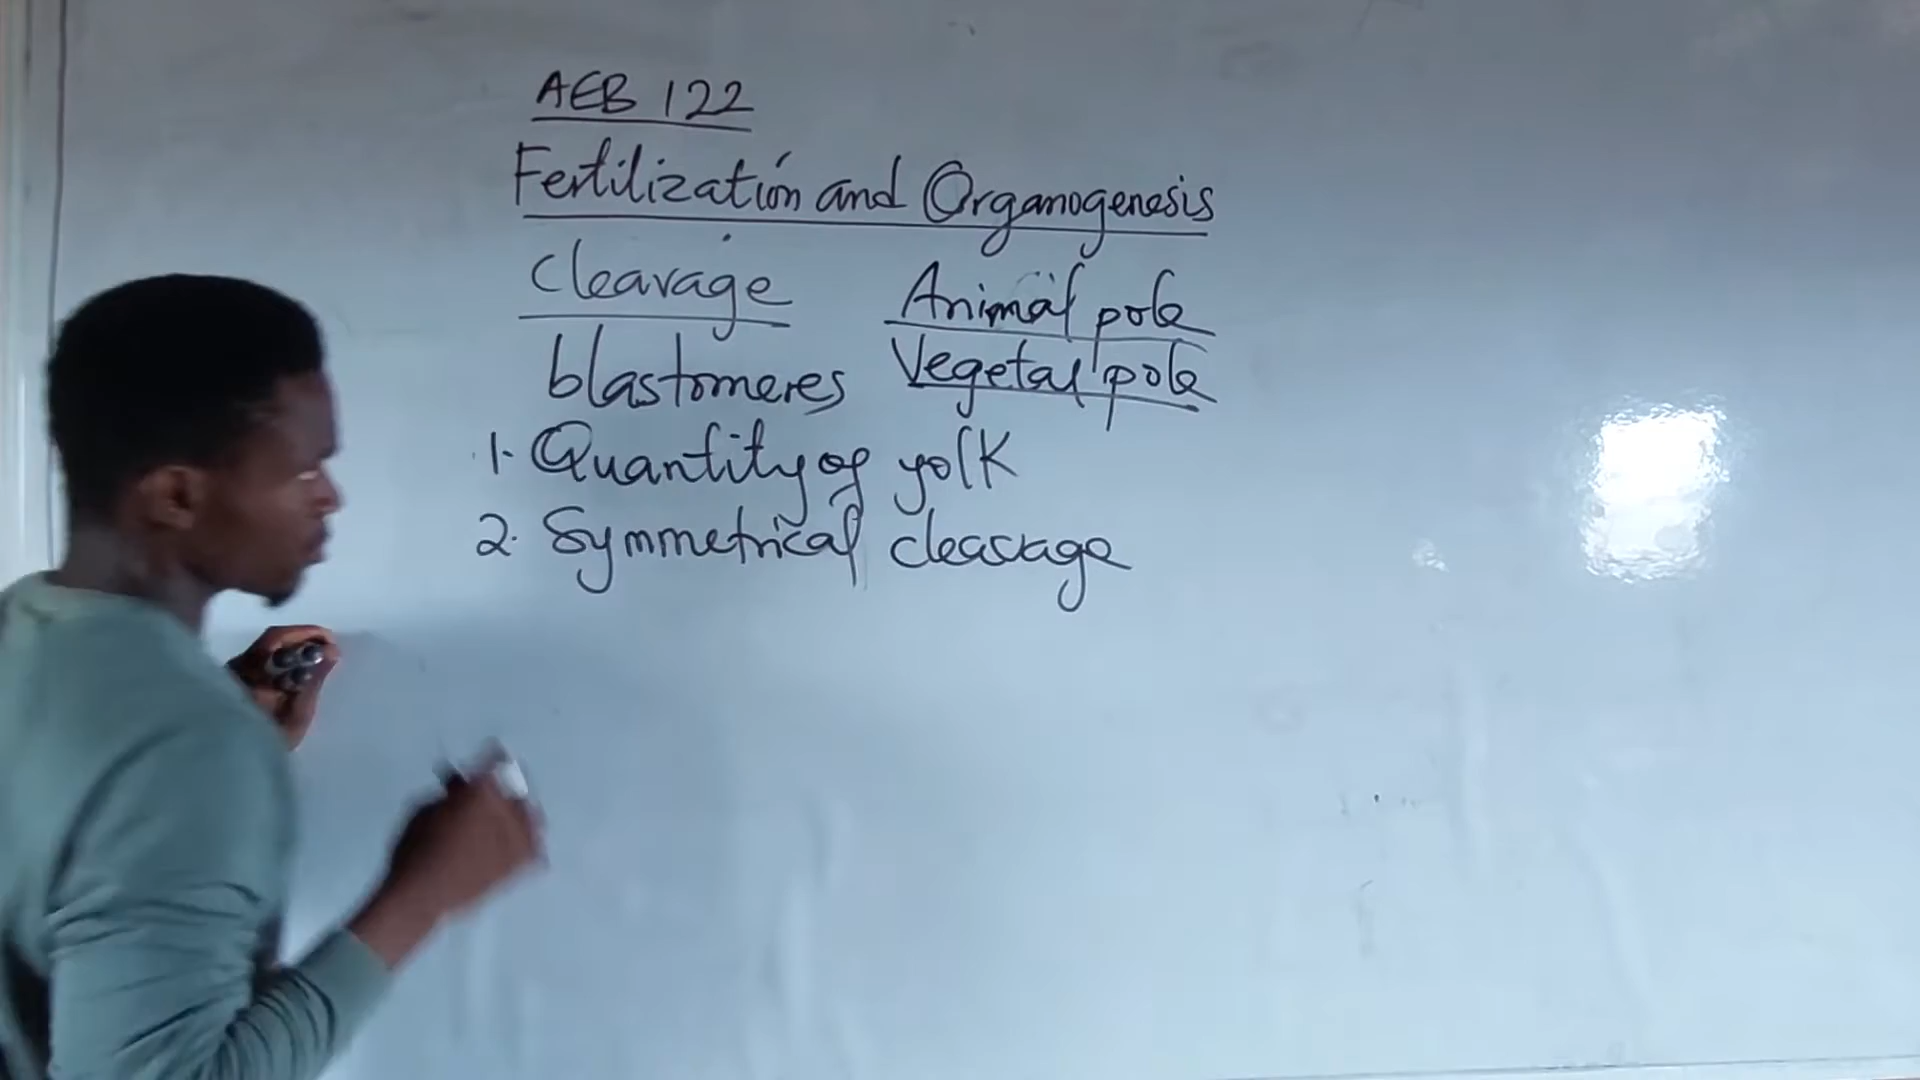 AEB 122
Fertilization and Organogenesis
Cleavage
Animal pole
blastomeres
Vegetal pole
1. Quantity of yolk
2. Symmetrical cleavage